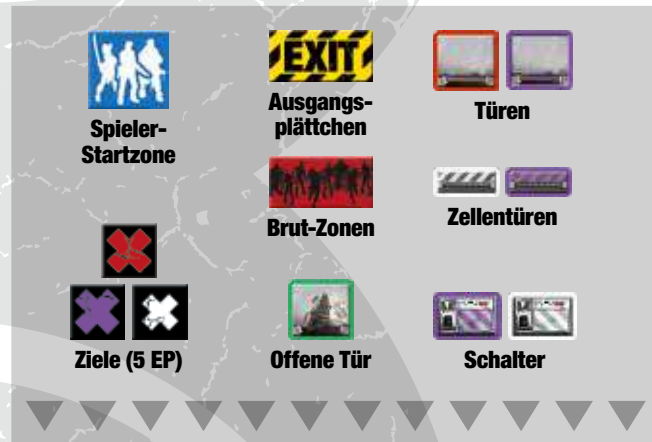 Spieler-
Startzone
Ziele (5 EP)
EXIT
Ausgangs-
plättchen
Brut-Zonen
Offene Tür
Türen
Zellentüren
Schalter